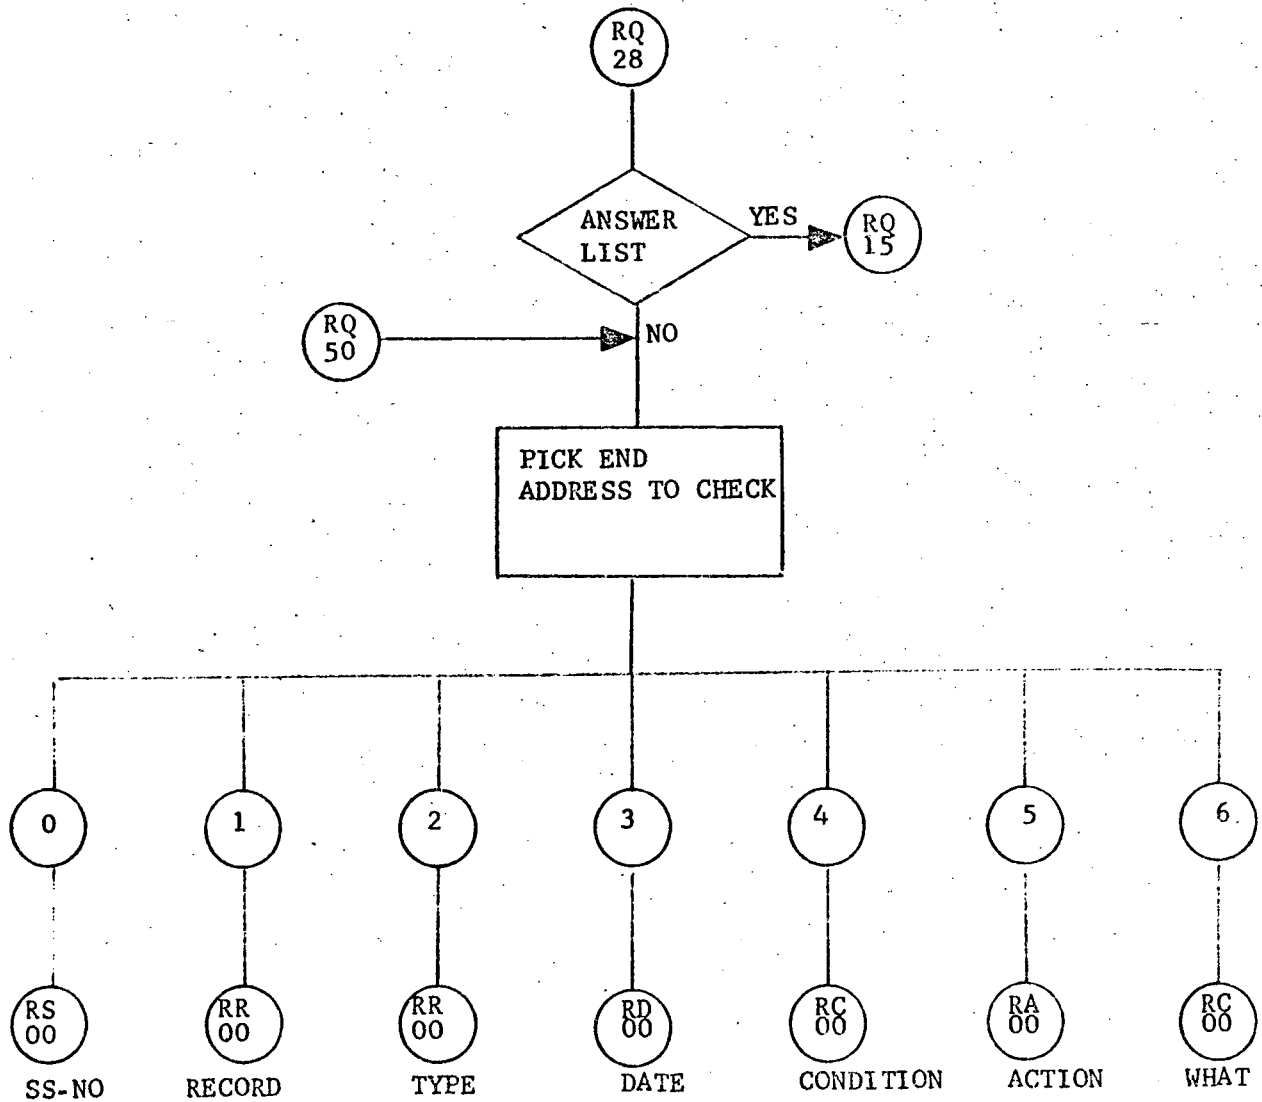 RQ
28
ANSWER
LIST
YES
RQ
15
RQ
50
NO
PICK END
ADDRESS TO CHECK
0
1
2
3
4
5
6
RS
00
RR
00
RR
00
RD
00
RC
00
RA
00
RC
00
SS-NO
RECORD
TYPE
DATE
CONDITION
ACTION
WHAT